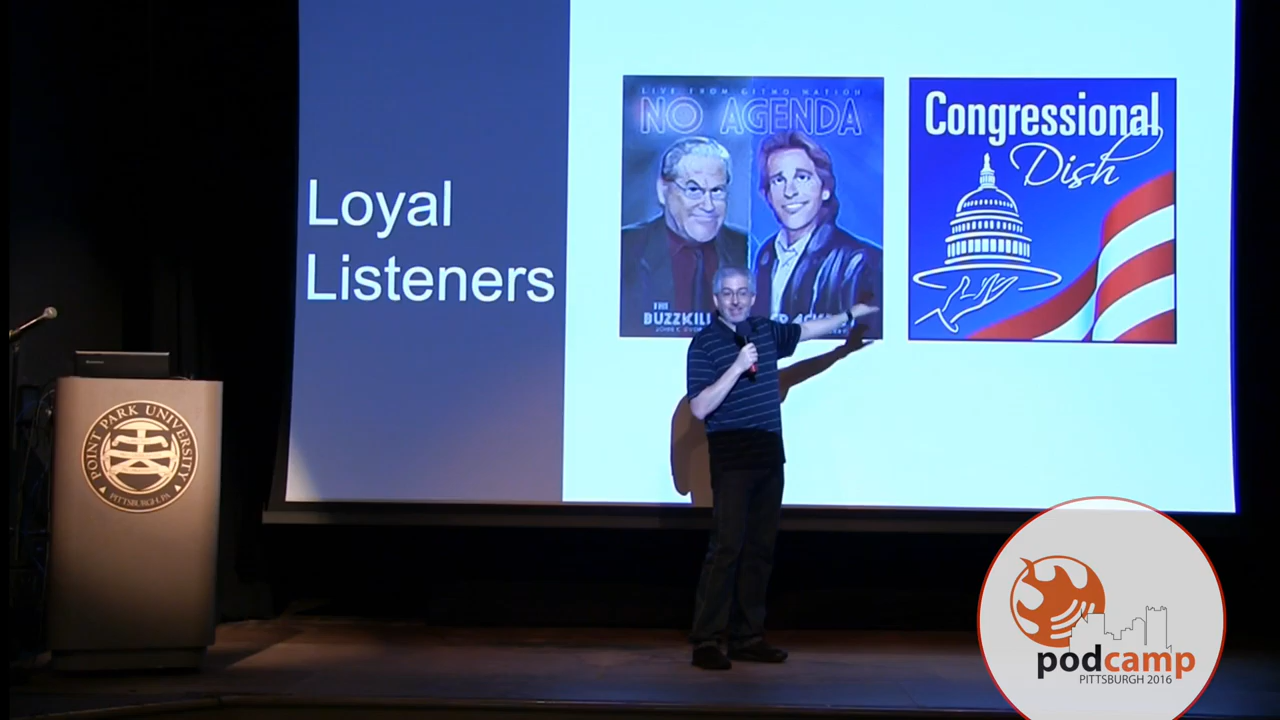 Loyal
Listeners
LIVE FROM GITMO NATION
NO AGENDA
THE
BUZZKILL
Congressional
Dish
POINT PARK UNIVERSITY
PITTSBURGH, PA
podcamp
PITTSBURGH 2016